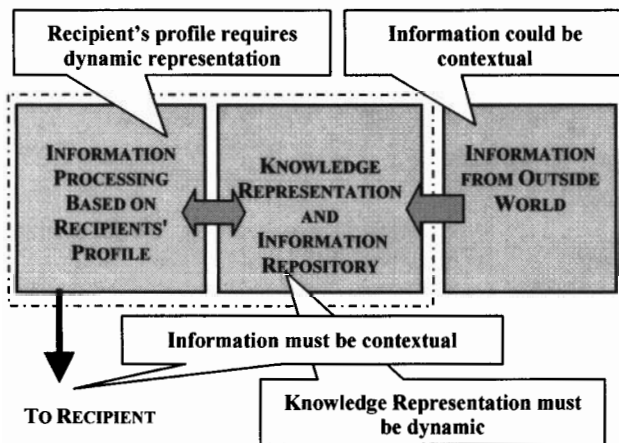 Recipient's profile requires
dynamic representation
Information could be
contextual
INFORMATION
PROCESSING
BASED ON
RECIPIENTS'
PROFILE
KNOWLEDGE
REPRESENTATION
AND
INFORMATION
REPOSITORY
INFORMATION
FROM OUTSIDE
WORLD
Information must be contextual
TO RECIPIENT
Knowledge Representation must
be dynamic